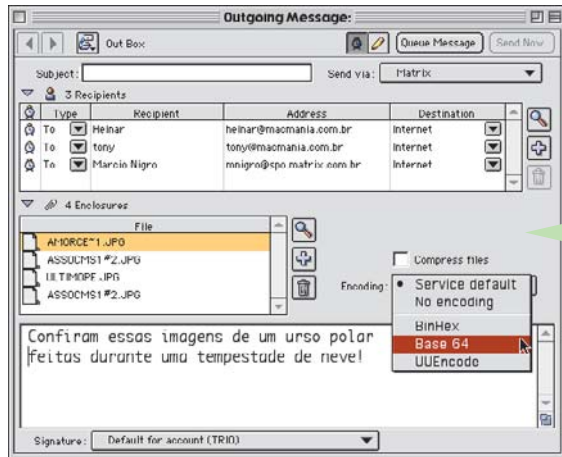 Outgoing Message:
Out Box
Queue Message
Send Now
Subject:
Send via: Matrix
3 Recipients
Type Recipient Address Destination
To Heinar heinar@macmania.com.br Internet
To tony tony@macmania.com.br Internet
To Marcio Nigro mnigro@spo.matrix.com.br Internet
4 Enclosures
File
AMORCE~1.JPG
ASSOCMS1#2.JPG
ULTIMOPE.JPG
ASSOCMS1#2.JPG
Compress files
Encoding: • Service default
No encoding
BinHex
Base 64
UUEncode
Confiram essas imagens de um urso polar
feitas durante uma tempestade de neve!
Signature: Default for account (TRIO)